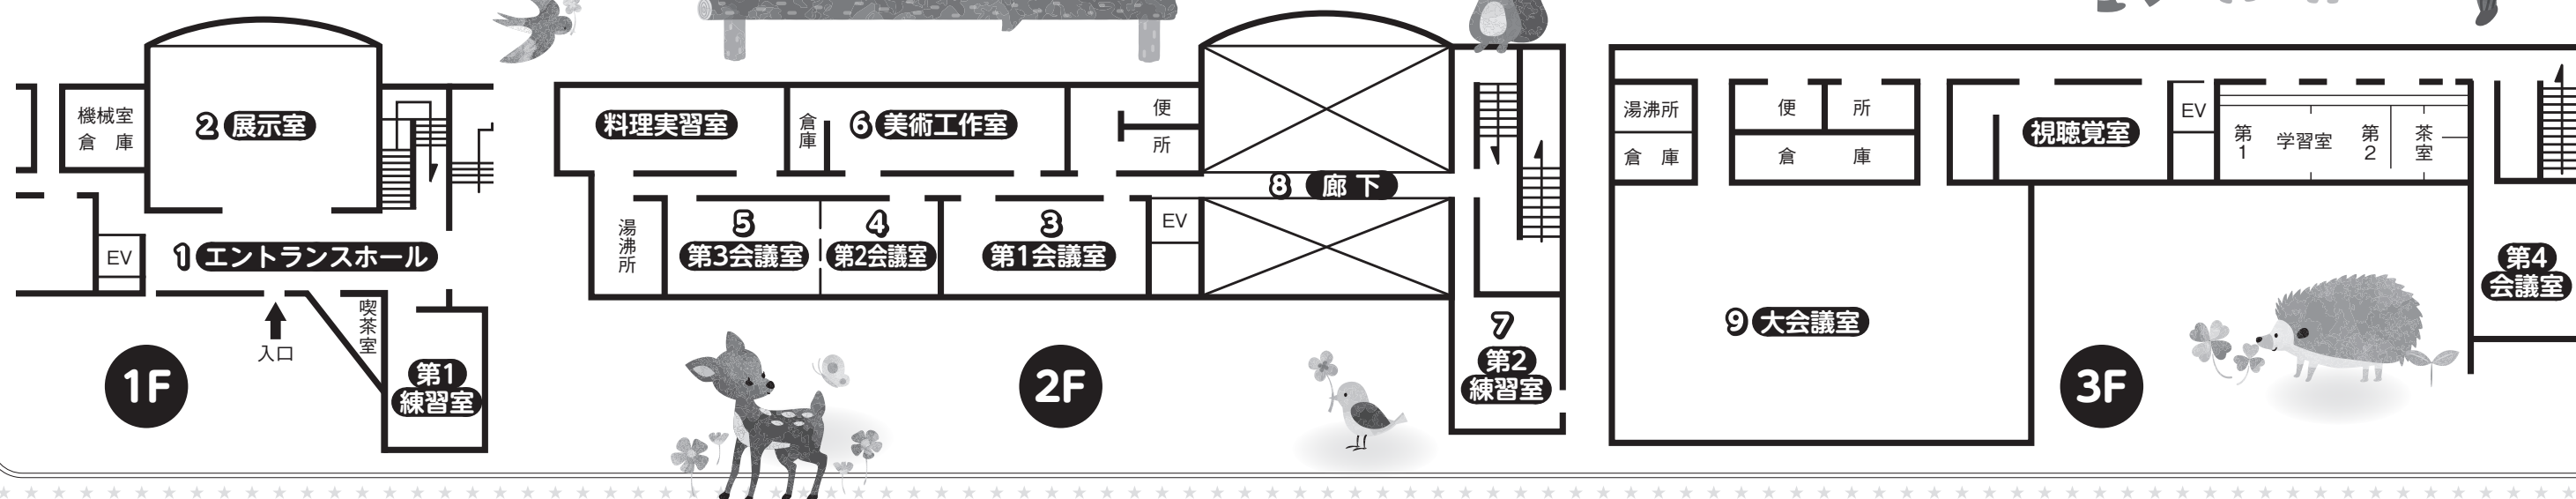 機械室
倉庫
2 展示室
EV
1 エントランスホール
入口
喫茶室
第1
練習室
1F
料理実習室
倉庫
6 美術工作室
便
所
8 廊下
湯沸所
5
第3会議室
4
第2会議室
3
第1会議室
EV
7
第2
練習室
2F
湯沸所
倉庫
便所
倉庫
視聴覚室
EV
第1
学習室
第2
茶室
第4
会議室
9 大会議室
3F